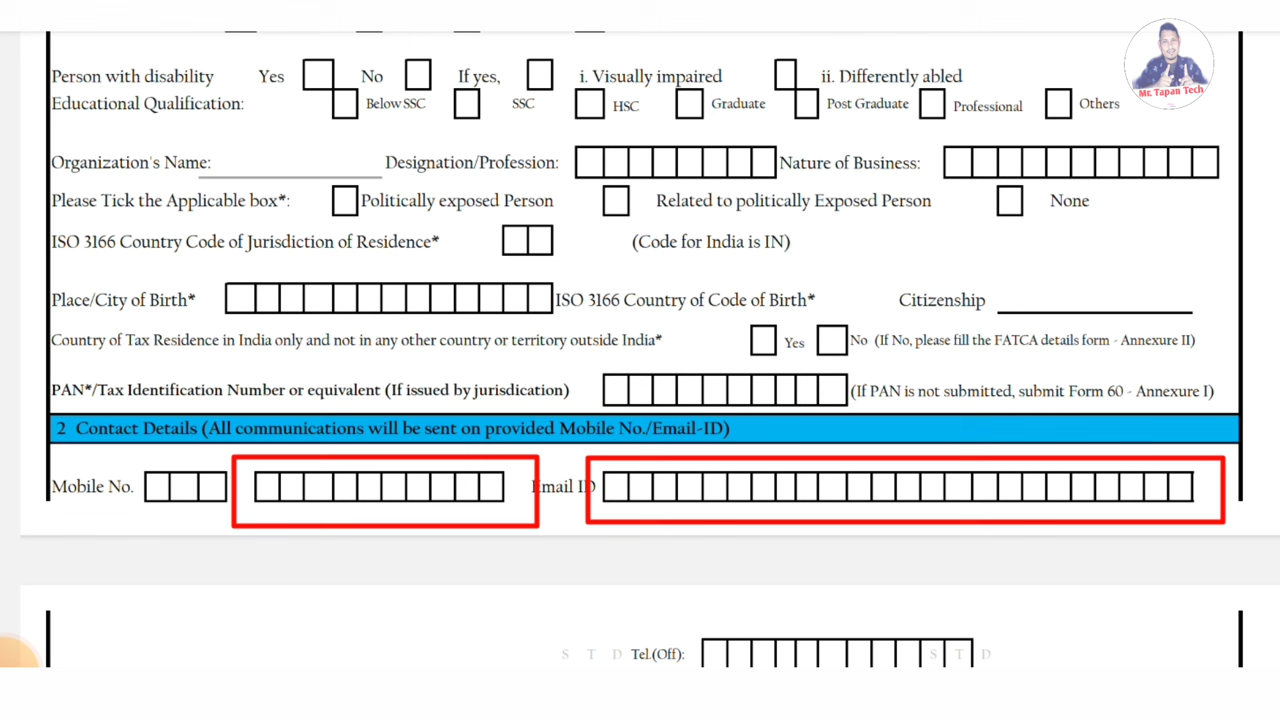 Person with disability Yes No If yes, i. Visually impaired ii. Differently abled
Educational Qualification: Below SSC SSC HSC Graduate Post Graduate Professional Others
Mr. Tapan Tech
Organization's Name: Designation/Profession: Nature of Business:
Please Tick the Applicable box*: Politically exposed Person Related to politically Exposed Person None
ISO 3166 Country Code of Jurisdiction of Residence* (Code for India is IN)
Place/City of Birth* ISO 3166 Country of Code of Birth* Citizenship
Country of Tax Residence in India only and not in any other country or territory outside India* Yes No (If No, please fill the FATCA details form - Annexure II)
PAN*/Tax Identification Number or equivalent (If issued by jurisdication) (If PAN is not submitted, submit Form 60 - Annexure I)
2 Contact Details (All communications will be sent on provided Mobile No./Email-ID)
Mobile No. Email ID
S T D Tel.(Off): S T D